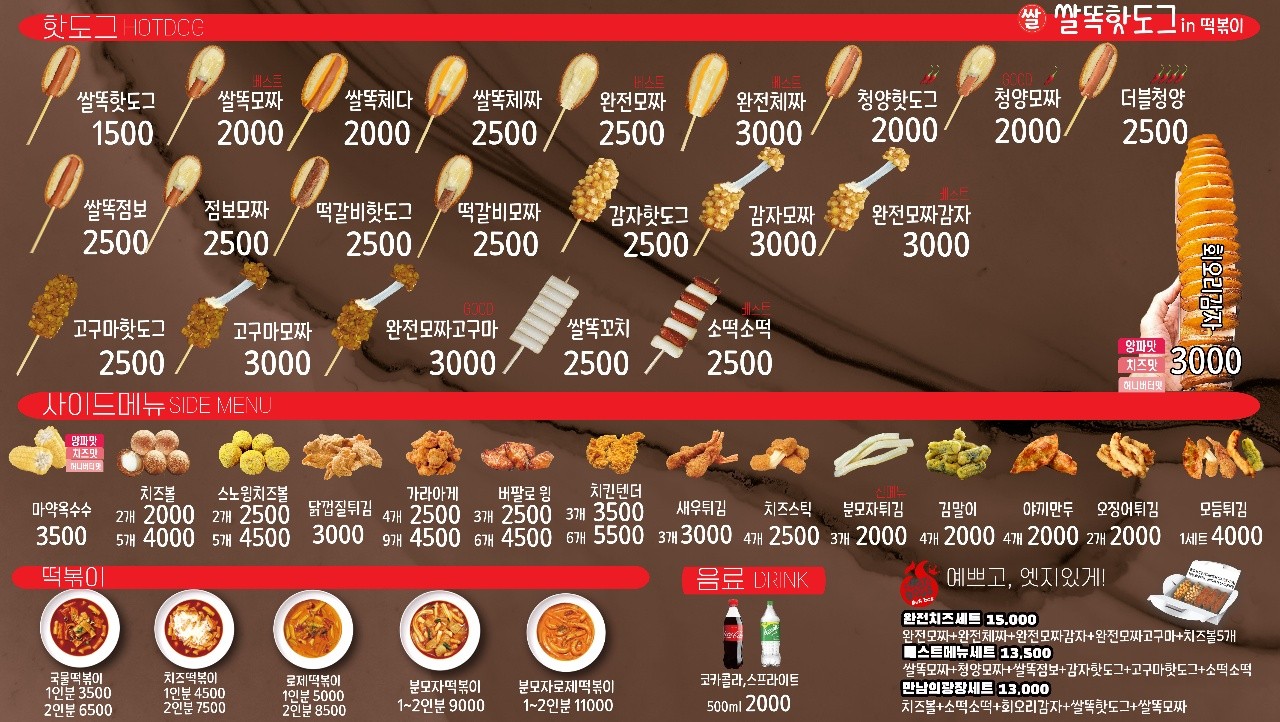 핫도그 HOTDOG
쌀 쌀똑핫도그 in 떡볶이
쌀똑핫도그
1500
베스트
쌀똑모짜
2000
쌀똑체다
2000
쌀똑체짜
2500
베스트
완전모짜
2500
베스트
완전체짜
3000
청양핫도그
2000
GOOD
청양모짜
2000
더블청양
2500
쌀똑점보
2500
점보모짜
2500
떡갈비핫도그
2500
떡갈비모짜
2500
감자핫도그
2500
감자모짜
3000
베스트
완전모짜감자
3000
고구마핫도그
2500
고구마모짜
3000
GOOD
완전모짜고구마
3000
쌀똑꼬치
2500
베스트
소떡소떡
2500
회오리감자
양파맛
치즈맛
허니버터맛
3000
사이드메뉴 SIDE MENU
양파맛
치즈맛
허니버터맛
마약옥수수
3500
치즈볼
2개 2000
5개 4000
스노윙치즈볼
2개 2500
5개 4500
닭껍질튀김
3000
가라아게
4개 2500
9개 4500
버팔로 윙
3개 2500
6개 4500
치킨텐더
3개 3500
6개 5500
새우튀김
3개 3000
치즈스틱
4개 2500
신메뉴
분모자튀김
3개 2000
김말이
4개 2000
야끼만두
4개 2000
오징어튀김
2개 2000
모듬튀김
1세트 4000
떡볶이
국물떡볶이
1인분 3500
2인분 6500
치즈떡볶이
1인분 4500
2인분 7500
로제떡볶이
1인분 5000
2인분 8500
분모자떡볶이
1~2인분 9000
분모자로제떡볶이
1~2인분 11000
음료 DRINK
코카콜라,스프라이트
500ml 2000
예쁘고, 엣지있게!
완전치즈세트 15,000
완전모짜+완전체짜+완전모짜감자+완전모짜고구마+치즈볼5개
베스트메뉴세트 13,500
쌀똑모짜+청양모짜+쌀똑점보+감자핫도그+고구마핫도그+소떡소떡
만남의광장세트 13,000
치즈볼+소떡소떡+회오리감자+쌀똑핫도그+쌀똑모짜